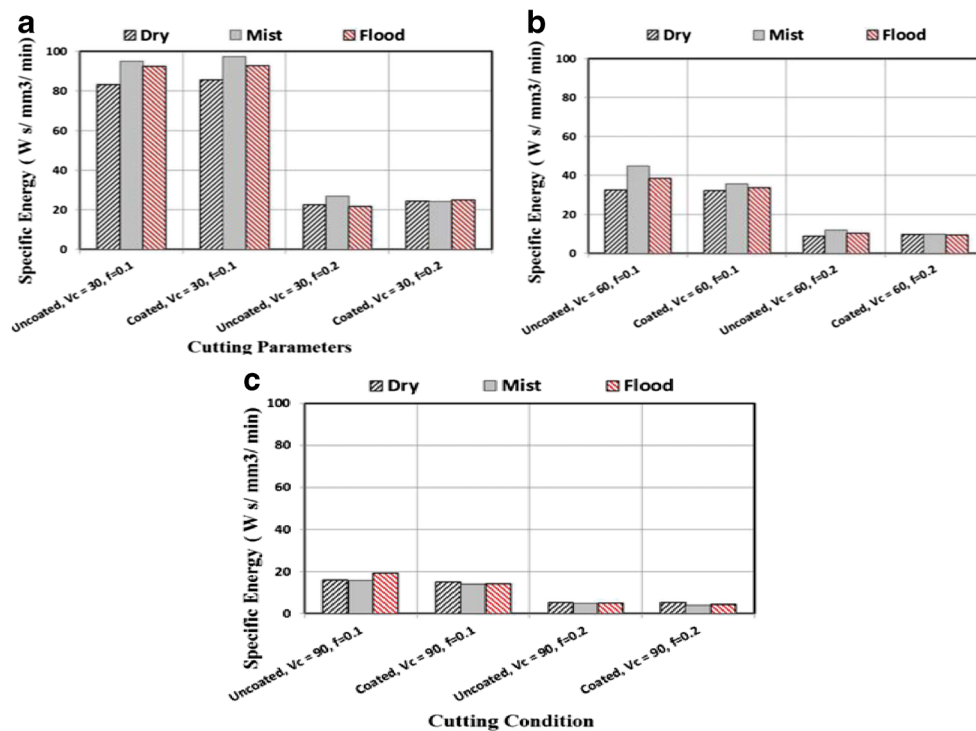 a
Dry Mist Flood
Specific Energy ( W s/ mm3/ min)
100
80
60
40
20
0
Uncoated, Vc = 30, f=0.1
Coated, Vc = 30, f=0.1
Uncoated, Vc = 30, f=0.2
Coated, Vc = 30, f=0.2
Cutting Parameters
b
Dry Mist Flood
Specific Energy ( W s/ mm3/ min)
100
80
60
40
20
0
Uncoated, Vc = 60, f=0.1
Coated, Vc = 60, f=0.1
Uncoated, Vc = 60, f=0.2
Coated, Vc = 60, f=0.2
c
Dry Mist Flood
Specific Energy ( W s/ mm3/ min)
100
80
60
40
20
0
Uncoated, Vc = 90, f=0.1
Coated, Vc = 90, f=0.1
Uncoated, Vc = 90, f=0.2
Coated, Vc = 90, f=0.2
Cutting Condition